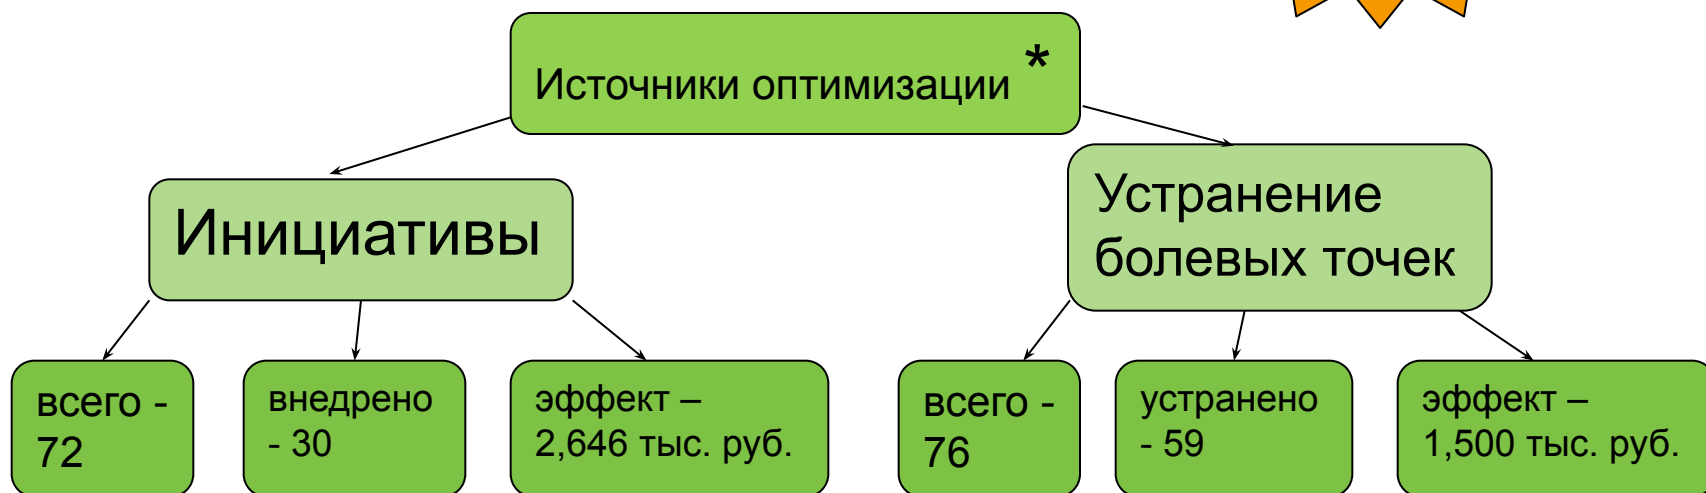 Источники оптимизации *
Инициативы
Устранение
болевых точек
всего -
72
внедрено
- 30
эффект –
2,646 тыс. руб.
всего -
76
устранено
- 59
эффект –
1,500 тыс. руб.